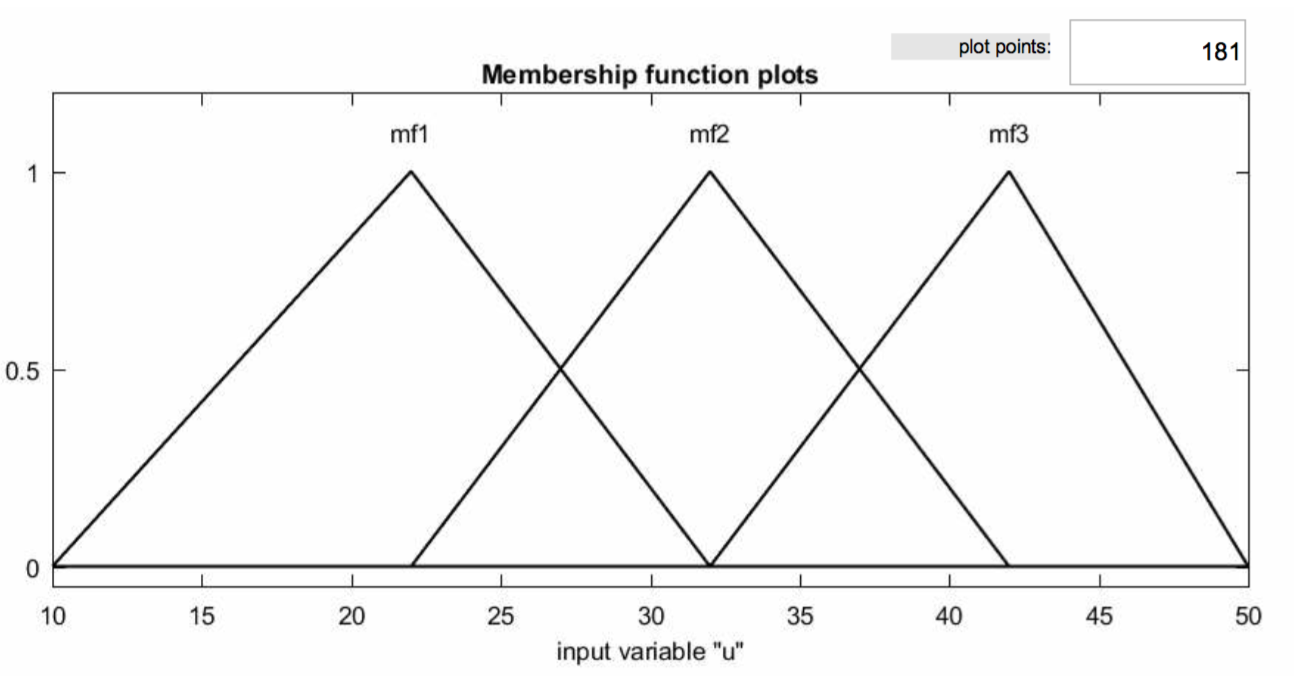 plot points: 181
Membership function plots
mf1 mf2 mf3
1
0.5
0
10 15 20 25 30 35 40 45 50
input variable "u"